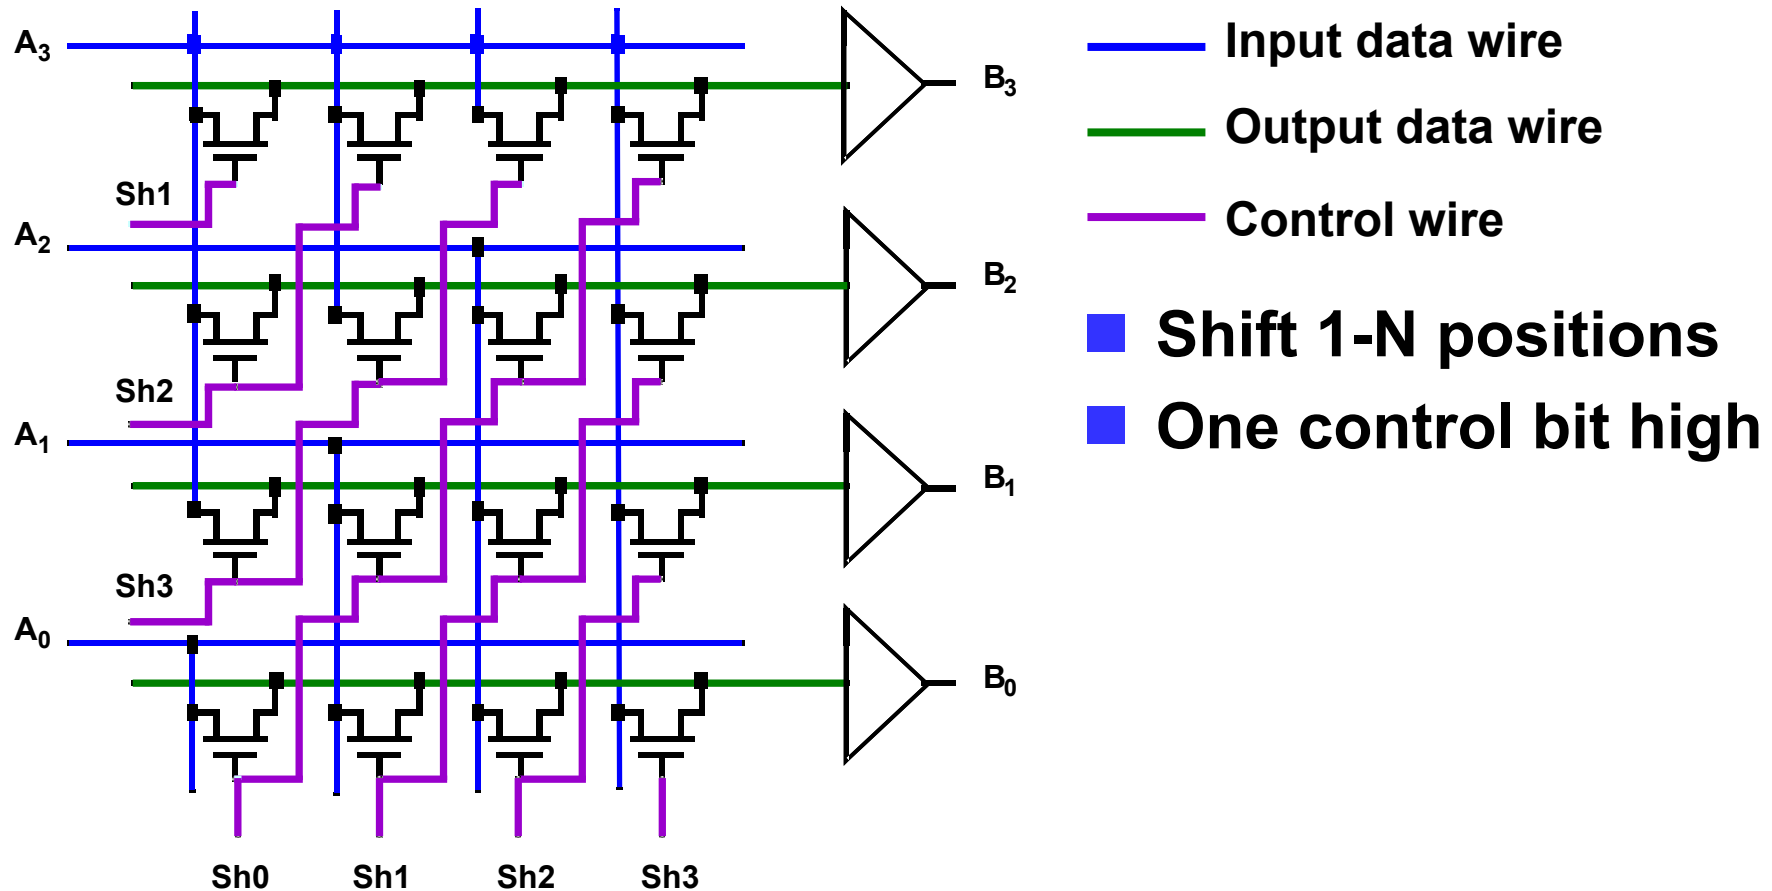 A3
B3
Sh1
A2
B2
Sh2
A1
B1
Sh3
A0
B0
Sh0 Sh1 Sh2 Sh3
Input data wire
Output data wire
Control wire
Shift 1-N positions
One control bit high